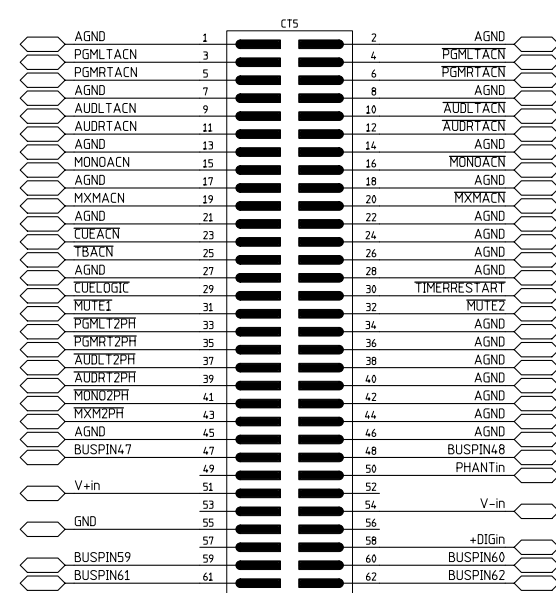 CT5
AGND 1 2 AGND
PGMLTACN 3 4 PGMLTACN
PGMRTACN 5 6 PGMRTACN
AGND 7 8 AGND
AUDLTACN 9 10 AUDLTACN
AUDRTACN 11 12 AUDRTACN
AGND 13 14 AGND
MONOACN 15 16 MONOACN
AGND 17 18 AGND
MXMACN 19 20 MXMACN
AGND 21 22 AGND
CUEACN 23 24 AGND
TBACN 25 26 AGND
AGND 27 28 AGND
CUELOGIC 29 30 TIMERRESTART
MUTE1 31 32 MUTE2
PGMLT2PH 33 34 AGND
PGMRT2PH 35 36 AGND
AUDLT2PH 37 38 AGND
AUDRT2PH 39 40 AGND
MONO2PH 41 42 AGND
MXM2PH 43 44 AGND
AGND 45 46 AGND
BUSPIN47 47 48 BUSPIN48
49 50 PHANTin
V+in 51 52
53 54 V-in
GND 55 56
57 58 +DIGin
BUSPIN59 59 60 BUSPIN60
BUSPIN61 61 62 BUSPIN62